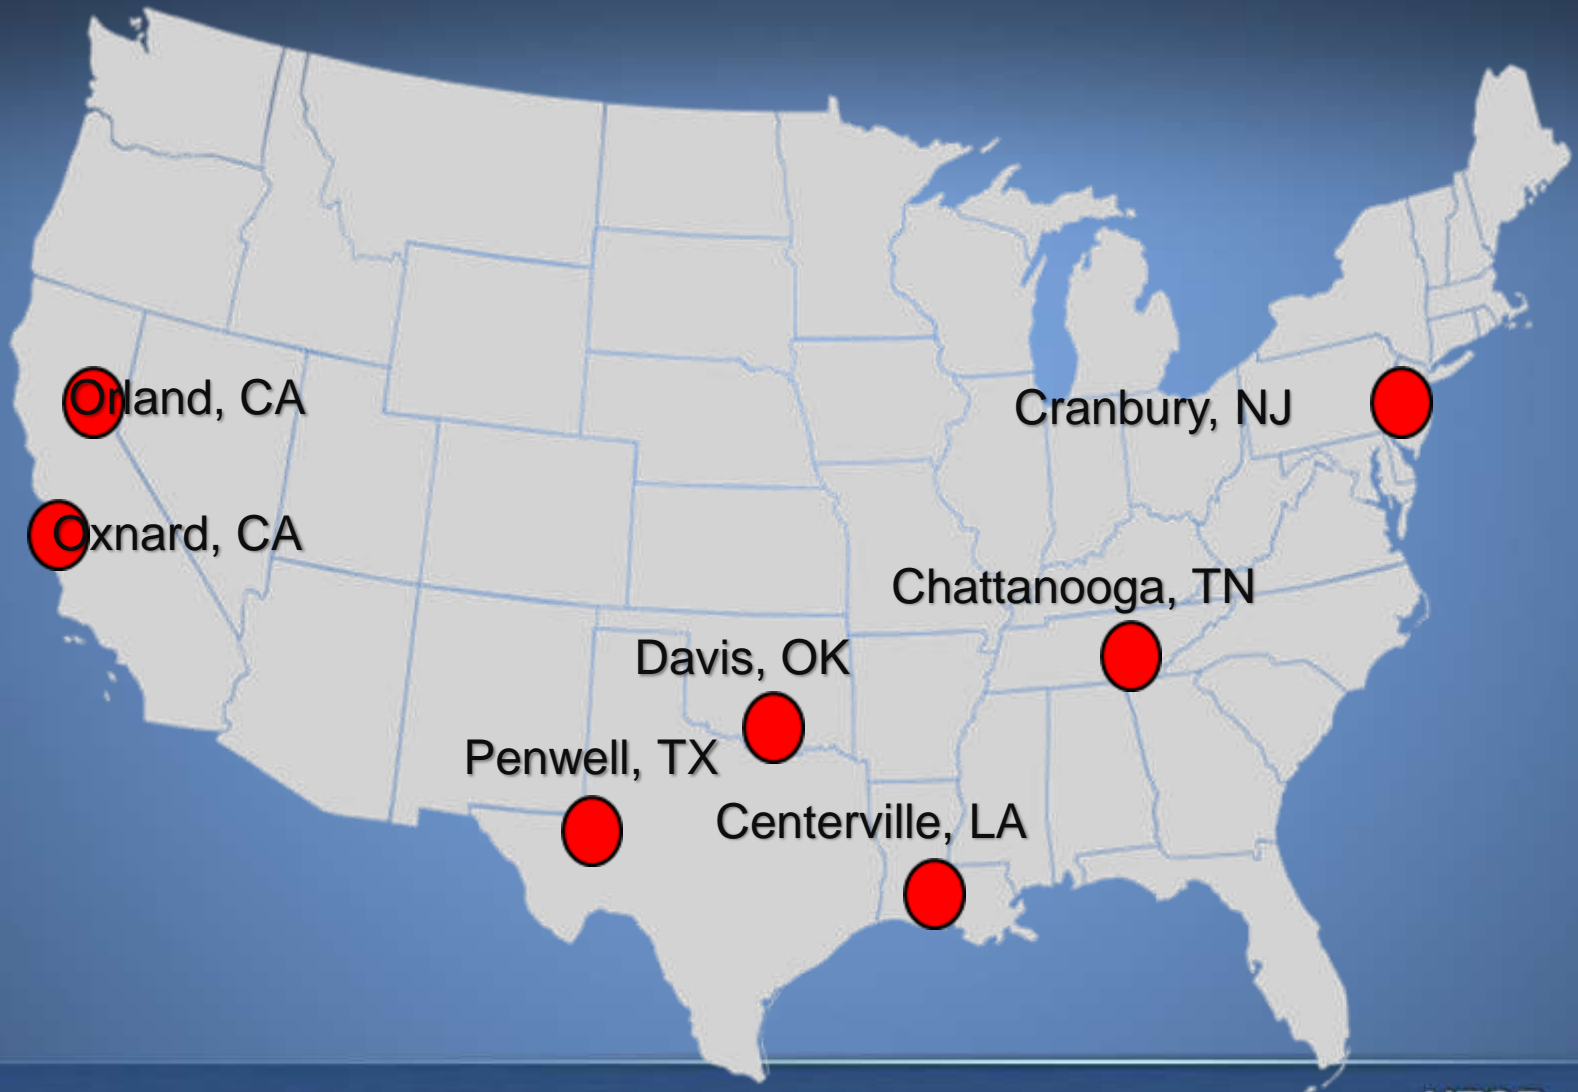 Orland, CA
Cranbury, NJ
Oxnard, CA
Chattanooga, TN
Davis, OK
Penwell, TX
Centerville, LA